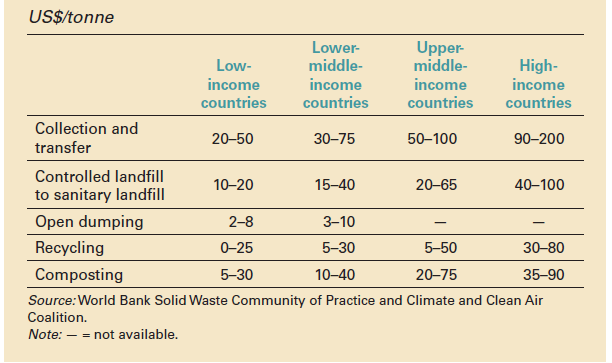 US$/tonne
Low-income countries Lower-middle-income countries Upper-middle-income countries High-income countries
Collection and transfer 20–50 30–75 50–100 90–200
Controlled landfill to sanitary landfill 10–20 15–40 20–65 40–100
Open dumping 2–8 3–10 — —
Recycling 0–25 5–30 5–50 30–80
Composting 5–30 10–40 20–75 35–90
Source: World Bank Solid Waste Community of Practice and Climate and Clean Air
Coalition.
Note: — = not available.